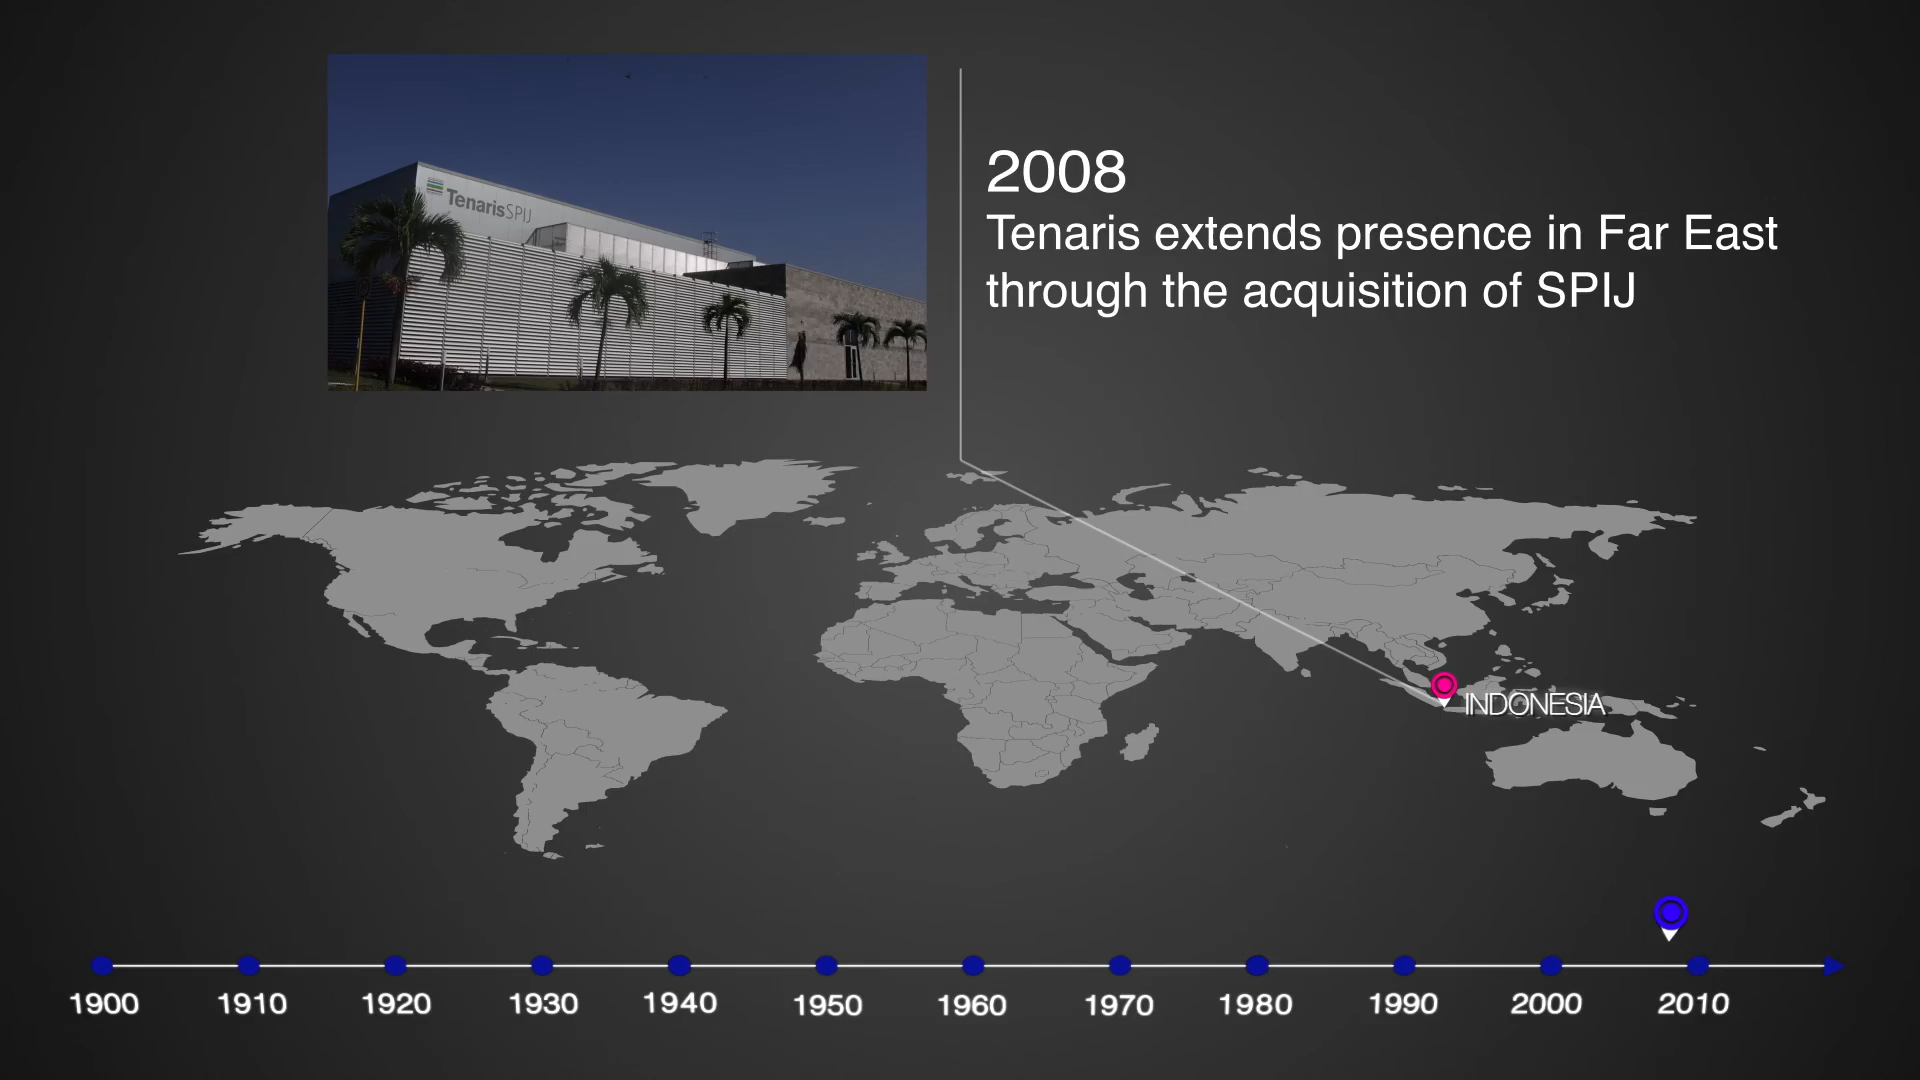 TenarisSPIJ
2008
Tenaris extends presence in Far East
through the acquisition of SPIJ
INDONESIA
1900 1910 1920 1930 1940 1950 1960 1970 1980 1990 2000 2010